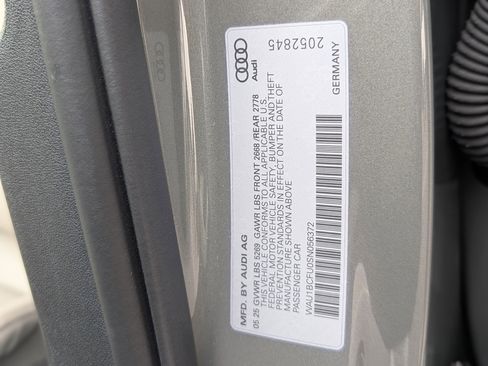 MFD. BY AUDI AG
05 25 GVWR LBS 5269 GAWR LBS FRONT 2668 /REAR 2778
THIS VEHICLE CONFORMS TO ALL APPLICABLE U.S.
FEDERAL MOTOR VEHICLE SAFETY, BUMPER AND THEFT
PREVENTION STANDARDS IN EFFECT ON THE DATE OF
MANUFACTURE SHOWN ABOVE
PASSENGER CAR
WAU1BCFU0SN056372
Audi
2052845
GERMANY